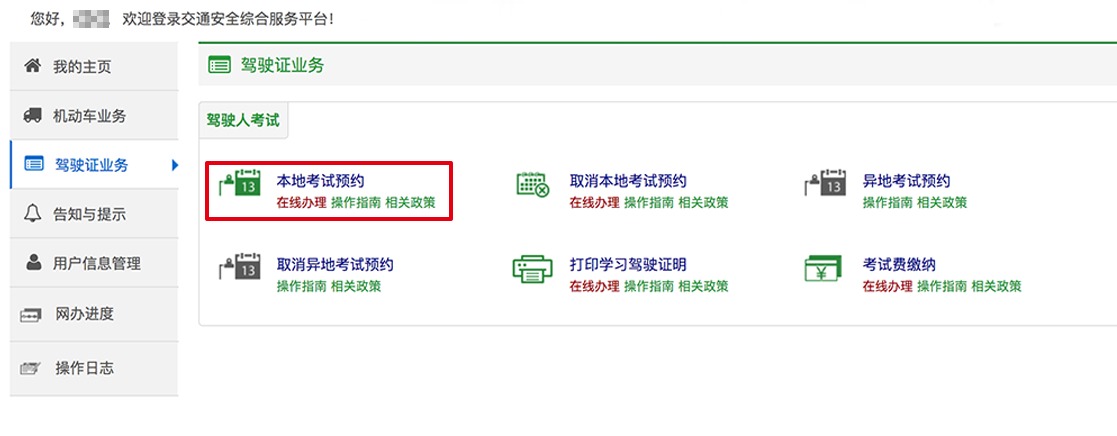 您好， 欢迎登录交通安全综合服务平台！
我的主页
机动车业务
驾驶证业务
告知与提示
用户信息管理
网办进度
操作日志
驾驶证业务
驾驶人考试
13 本地考试预约
在线办理 操作指南 相关政策
取消本地考试预约
在线办理 操作指南 相关政策
13 异地考试预约
操作指南 相关政策
13 取消异地考试预约
操作指南 相关政策
打印学习驾驶证明
在线办理 操作指南 相关政策
¥ 考试费缴纳
在线办理 操作指南 相关政策